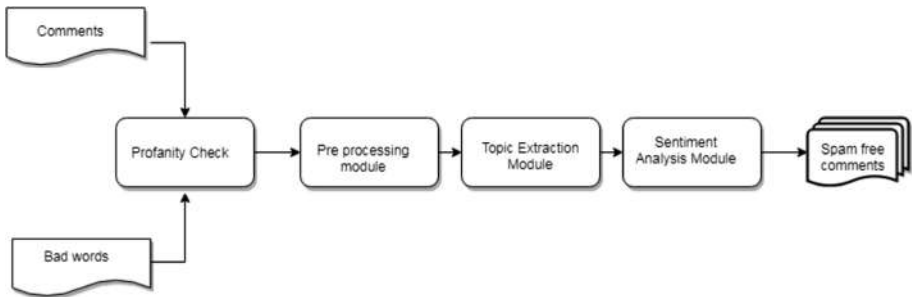 Comments
Profanity Check
Pre processing
module
Topic Extraction
Module
Sentiment
Analysis Module
Spam free
comments
Bad words